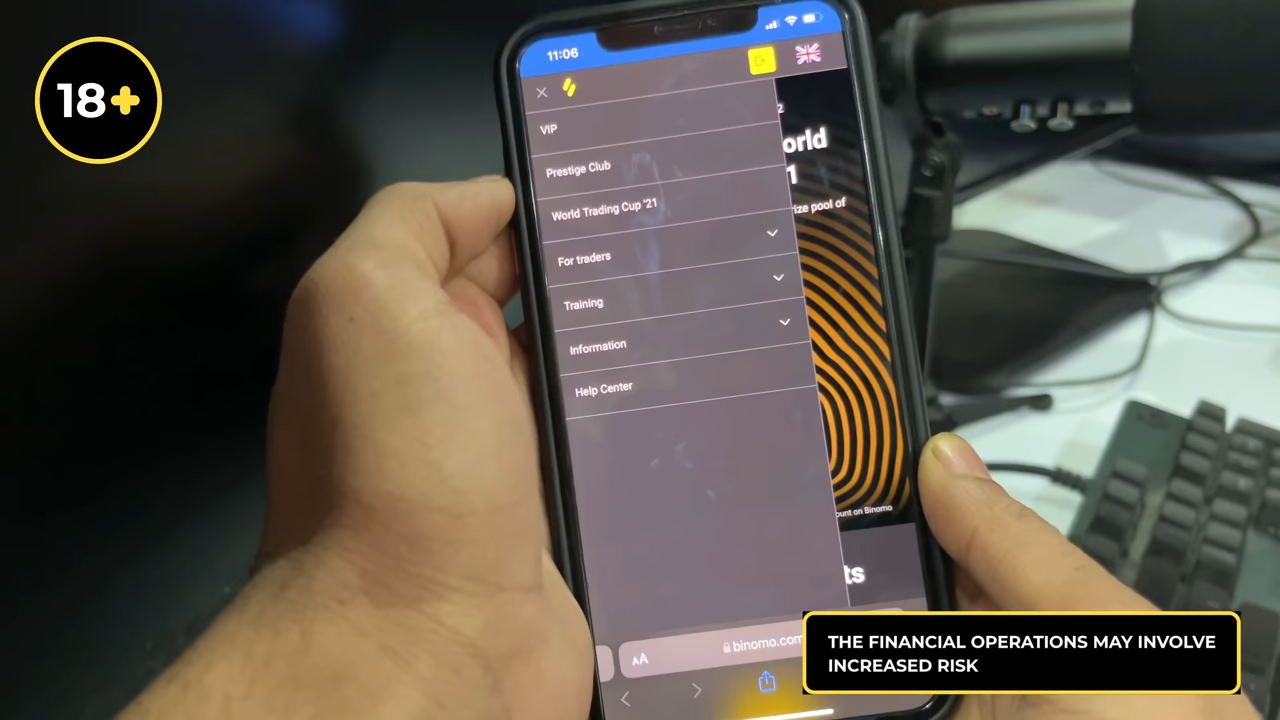 18+
11:06
VIP
Prestige Club
World Trading Cup '21
For traders
Training
Information
Help Center
2
orld
1
ize pool of
ount on Binomo
ts
AA
binomo.com
THE FINANCIAL OPERATIONS MAY INVOLVE
INCREASED RISK